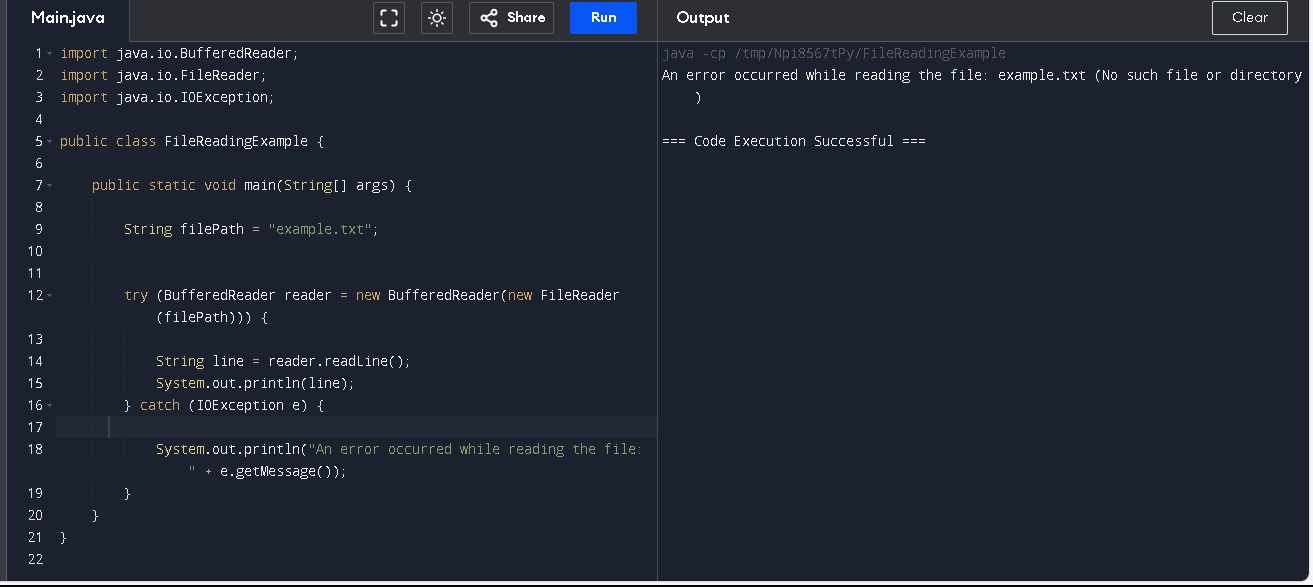 Main.java
Share
Run
Output
Clear
1 import java.io.BufferedReader;
2 import java.io.FileReader;
3 import java.io.IOException;
4
5 public class FileReadingExample {
6
7 public static void main(String[] args) {
8
9 String filePath = "example.txt";
10
11
12 try (BufferedReader reader = new BufferedReader(new FileReader
(filePath))) {
13
14 String line = reader.readLine();
15 System.out.println(line);
16 } catch (IOException e) {
17
18 System.out.println("An error occurred while reading the file:
" + e.getMessage());
19 }
20 }
21 }
22
java -cp /tmp/Npi8567tPy/FileReadingExample
An error occurred while reading the file: example.txt (No such file or directory
)
=== Code Execution Successful ===